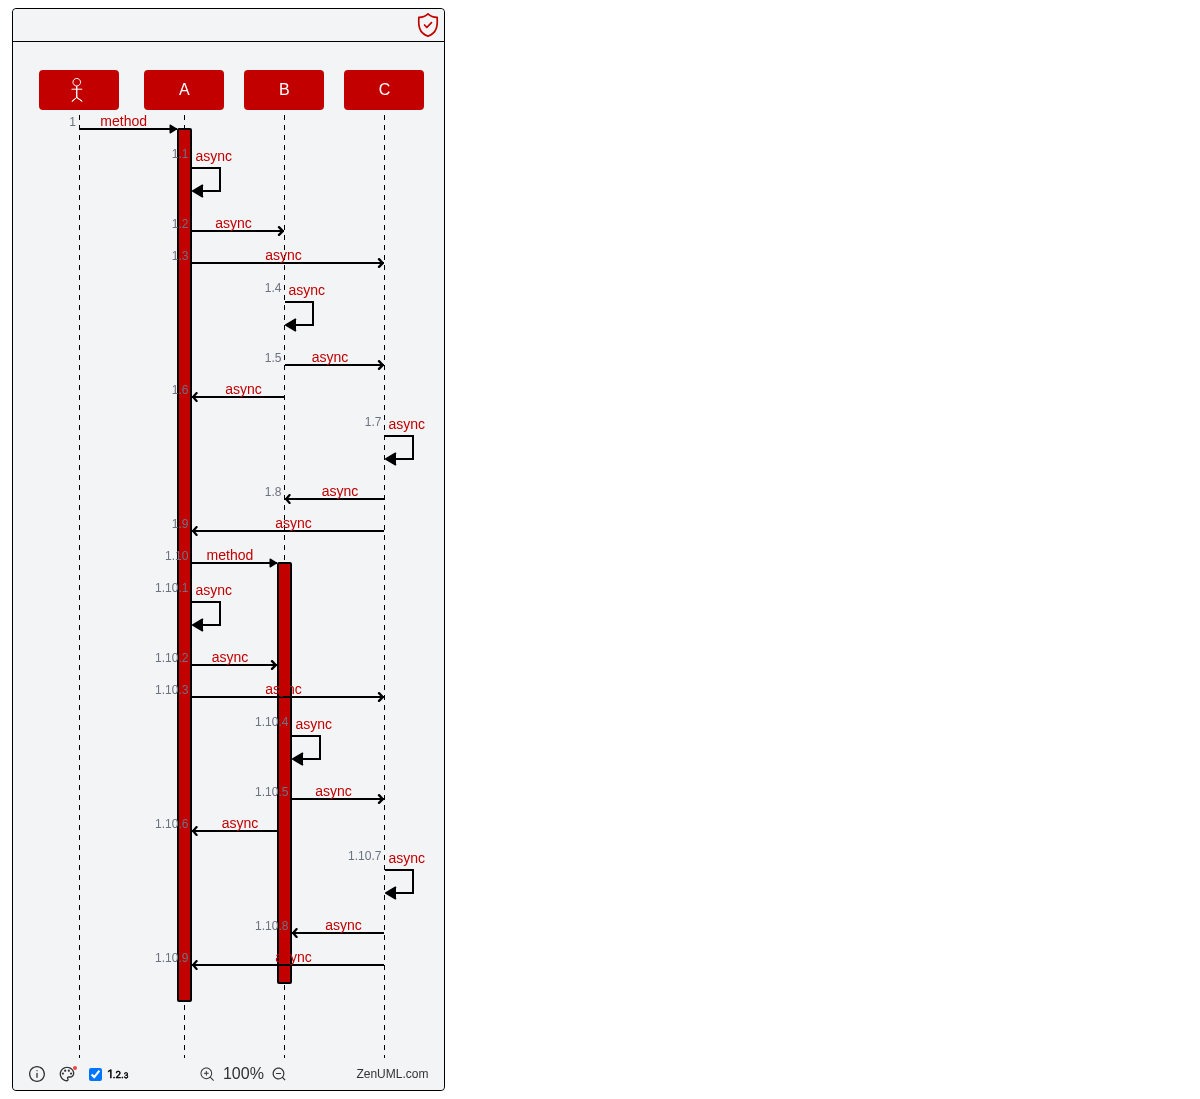 A B C
1 method
1.1 async
1.2 async
1.3 async
1.4 async
1.5 async
1.6 async
1.7 async
1.8 async
1.9 async
1.10 method
1.10.1 async
1.10.2 async
1.10.3 async
1.10.4 async
1.10.5 async
1.10.6 async
1.10.7 async
1.10.8 async
1.10.9 async
1.2.3 100% ZenUML.com